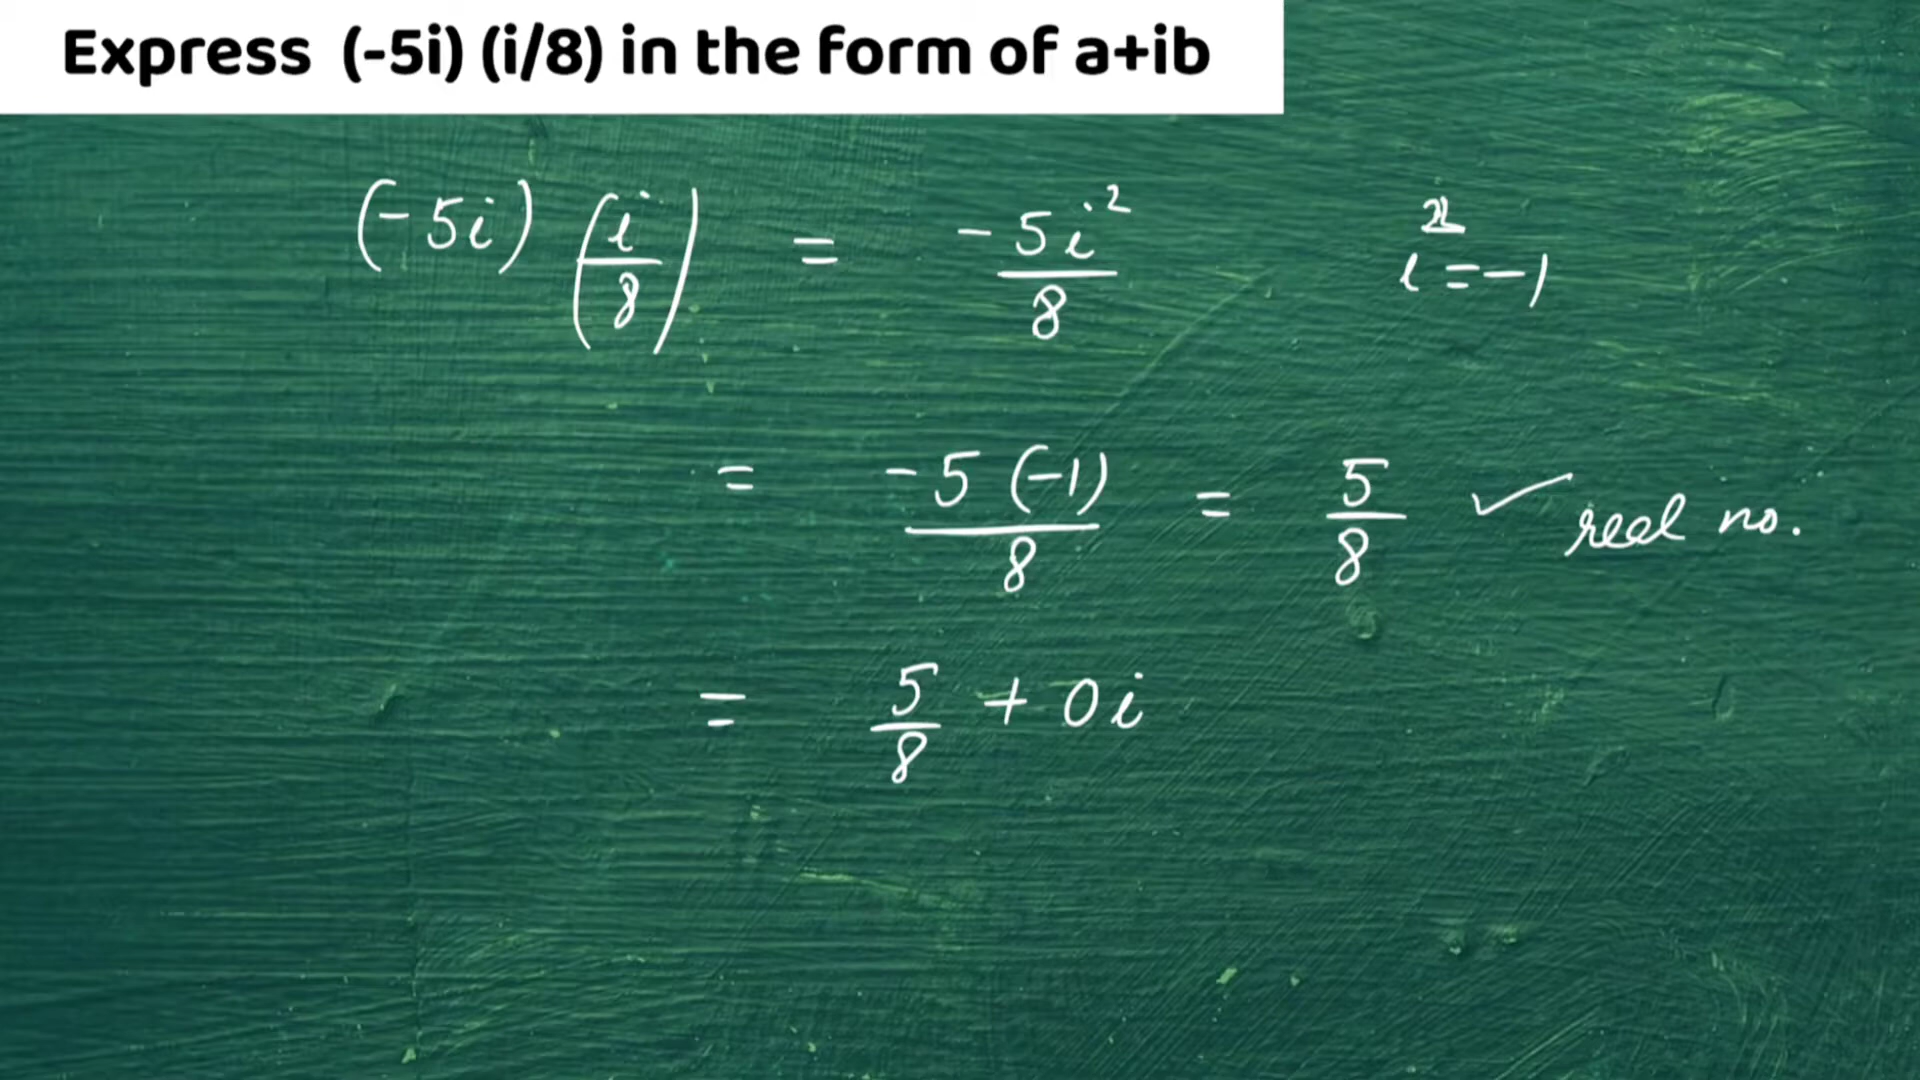 Express (-5i) (i/8) in the form of a+ib
(-5i) (i/8) = -5i²/8 i² = -1
= -5(-1)/8 = 5/8 ✓ real no.
= 5/8 + 0i